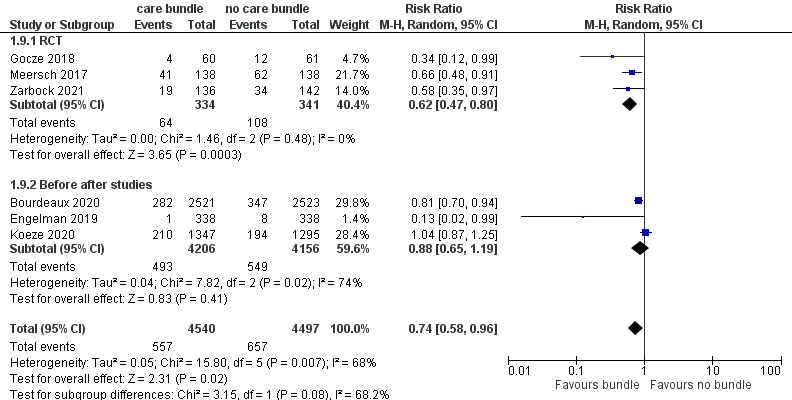 care bundle no care bundle Risk Ratio Risk Ratio
Study or Subgroup Events Total Events Total Weight M-H, Random, 95% CI M-H, Random, 95% CI
1.9.1 RCT
Gocze 2018 4 60 12 61 4.7% 0.34 [0.12, 0.99]
Meersch 2017 41 138 62 138 21.7% 0.66 [0.48, 0.91]
Zarbock 2021 19 136 34 142 14.0% 0.58 [0.35, 0.97]
Subtotal (95% CI) 334 341 40.4% 0.62 [0.47, 0.80]
Total events 64 108
Heterogeneity: Tau² = 0.00; Chi² = 1.46, df = 2 (P = 0.48); I² = 0%
Test for overall effect: Z = 3.65 (P = 0.0003)
1.9.2 Before after studies
Bourdeaux 2020 282 2521 347 2523 29.8% 0.81 [0.70, 0.94]
Engelman 2019 1 338 8 338 1.4% 0.13 [0.02, 0.99]
Koeze 2020 210 1347 194 1295 28.4% 1.04 [0.87, 1.25]
Subtotal (95% CI) 4206 4156 59.6% 0.88 [0.65, 1.19]
Total events 493 549
Heterogeneity: Tau² = 0.04; Chi² = 7.82, df = 2 (P = 0.02); I² = 74%
Test for overall effect: Z = 0.83 (P = 0.41)
Total (95% CI) 4540 4497 100.0% 0.74 [0.58, 0.96]
Total events 557 657
Heterogeneity: Tau² = 0.05; Chi² = 15.80, df = 5 (P = 0.007); I² = 68%
Test for overall effect: Z = 2.31 (P = 0.02)
Test for subgroup differences: Chi² = 3.15, df = 1 (P = 0.08), I² = 68.2%
0.01 0.1 1 10 100
Favours bundle Favours no bundle